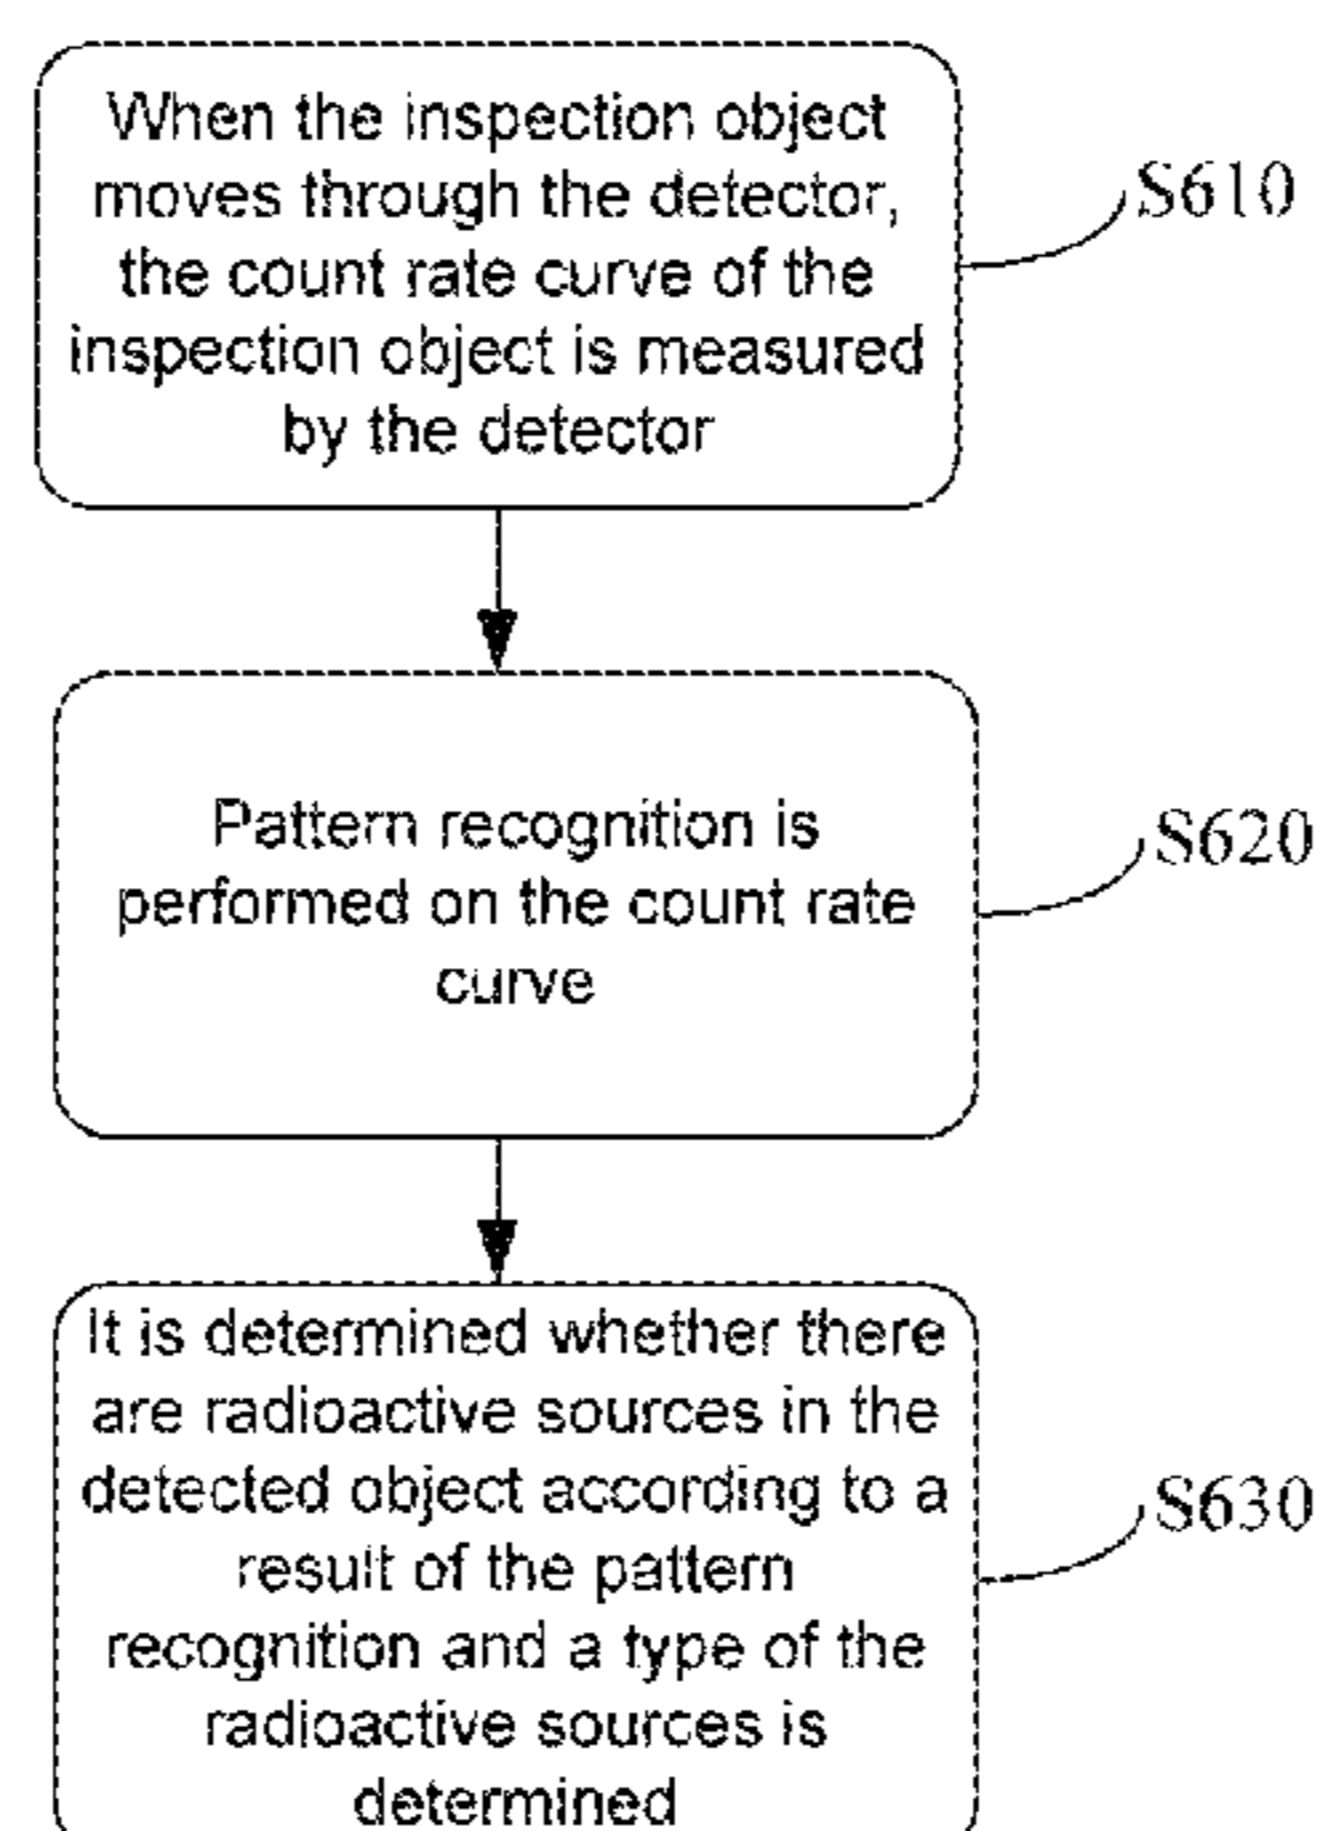 When the inspection object
moves through the detector,
the count rate curve of the
inspection object is measured
by the detector
S610
Pattern recognition is
performed on the count rate
curve
S620
It is determined whether there
are radioactive sources in the
detected object according to a
result of the pattern
recognition and a type of the
radioactive sources is
determined
S630